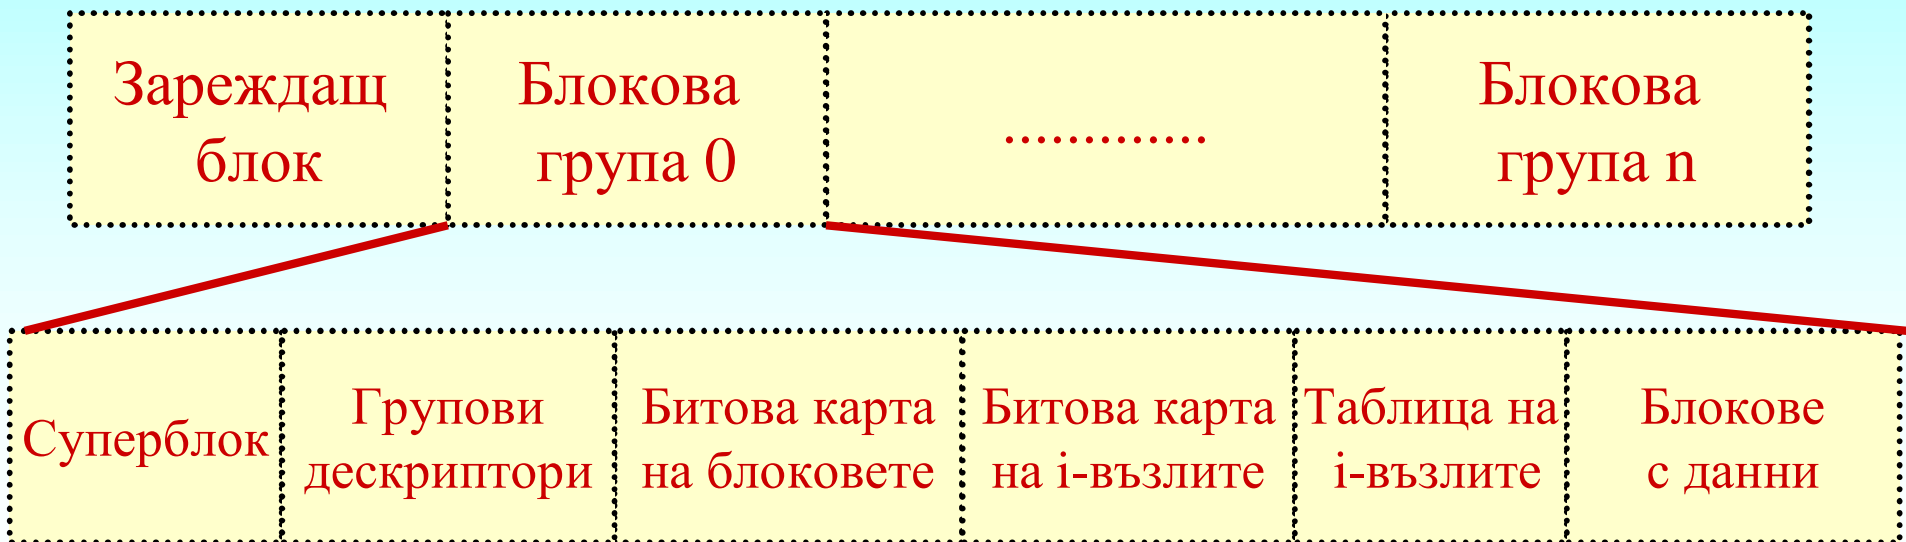 Зареждащ
блок
Блокова
група 0
.............
Блокова
група n
Суперблок
Групови
дескриптори
Битова карта
на блоковете
Битова карта
на i-възлите
Таблица на
i-възлите
Блокове
с данни